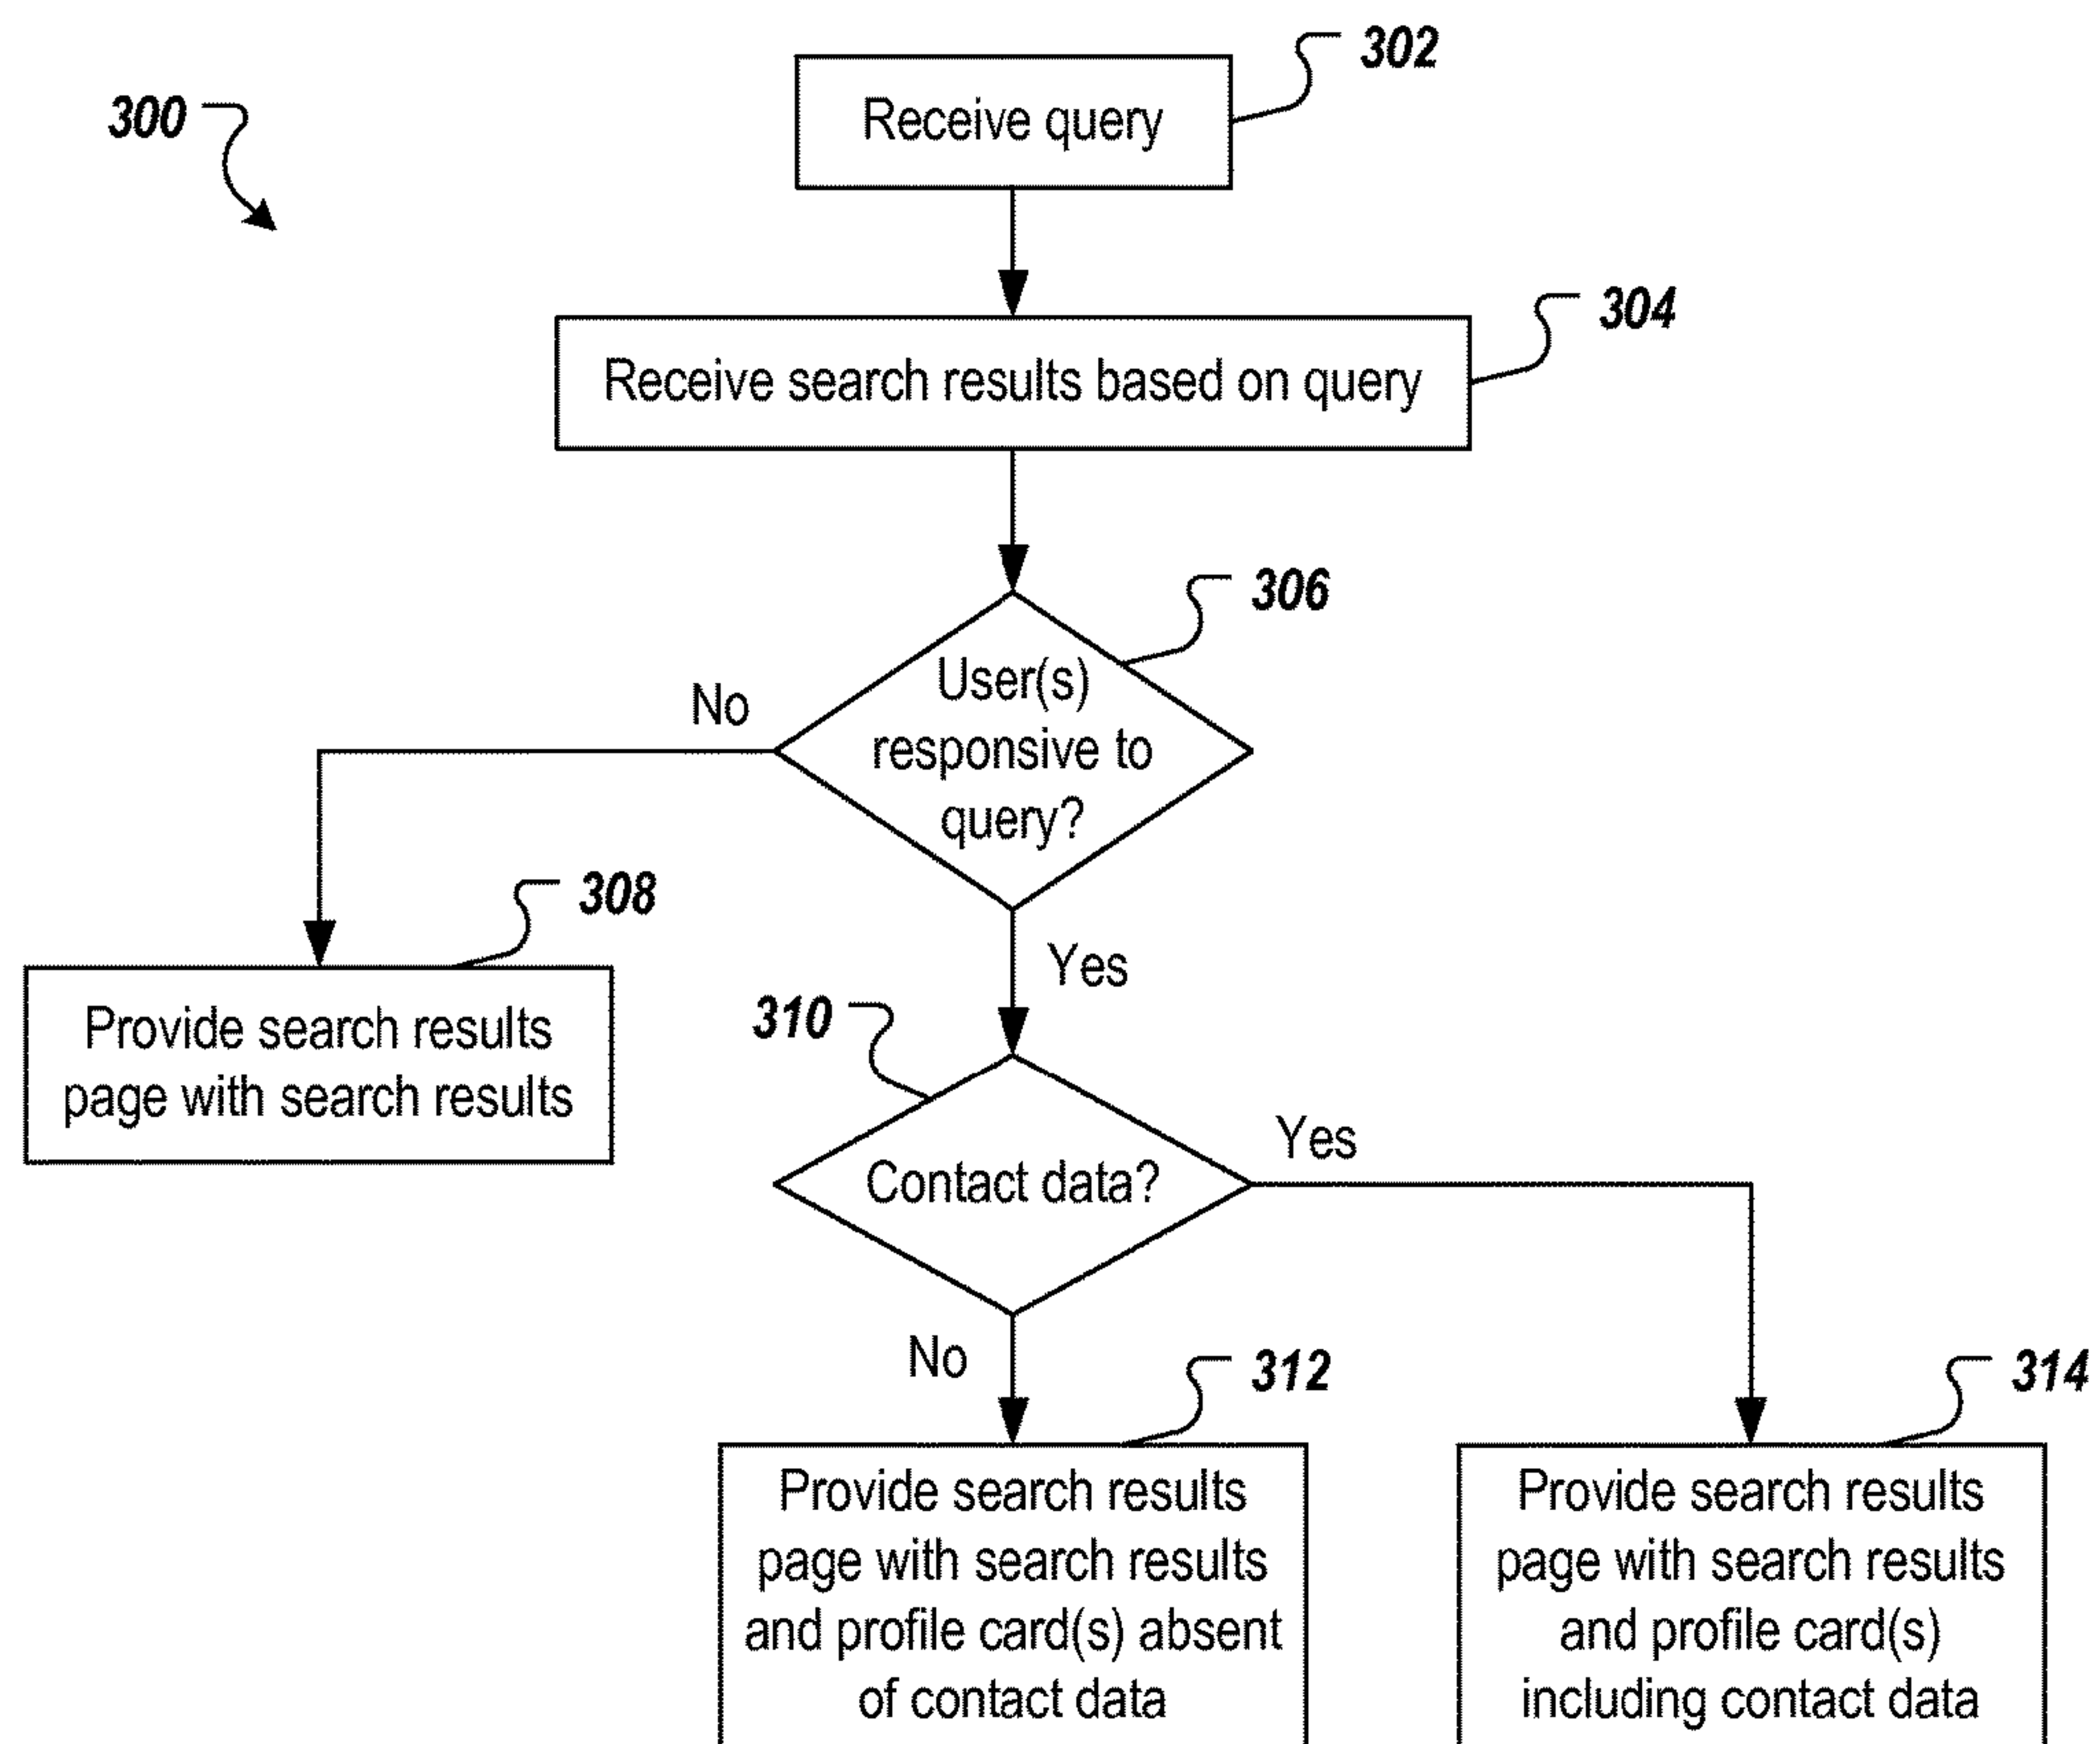 302
300
Receive query
304
Receive search results based on query
306
User(s)
responsive to
query?
No
308
Yes
Provide search results
page with search results
310
Contact data?
Yes
No
312
314
Provide search results
page with search results
and profile card(s) absent
of contact data
Provide search results
page with search results
and profile card(s)
including contact data